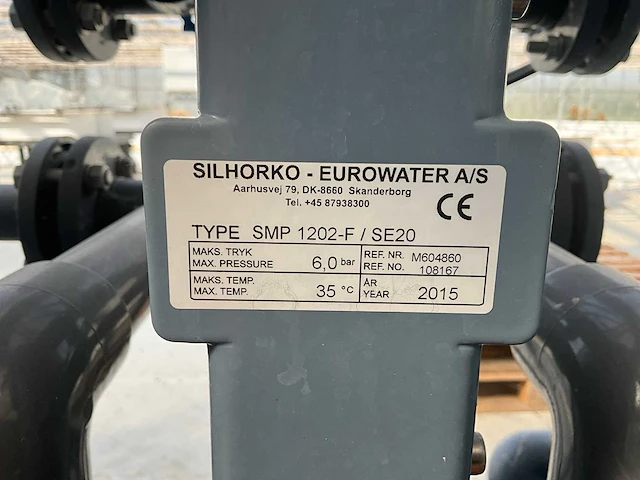 SILHORKO - EUROWATER A/S
Aarhusvej 79, DK-8660 Skanderborg
Tel. +45 87938300
CE
TYPE SMP 1202-F / SE20
MAKS. TRYK
MAX. PRESSURE 6,0 bar
REF. NR. M604860
REF. NO. 108167
MAKS. TEMP.
MAX. TEMP. 35 °C
ÅR
YEAR 2015